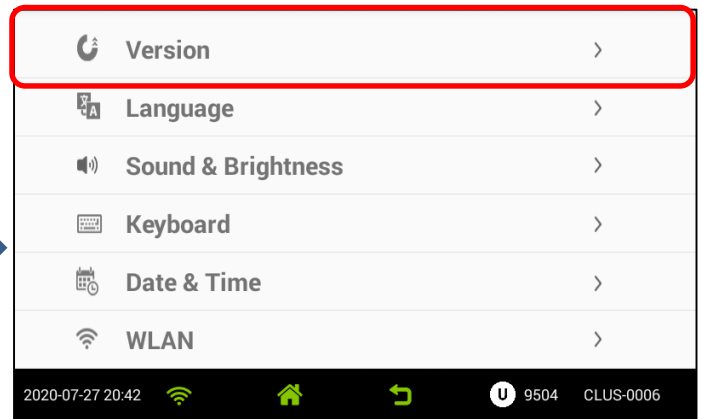 Version
Language
Sound & Brightness
Keyboard
Date & Time
WLAN
2020-07-27 20:42 U 9504 CLUS-0006